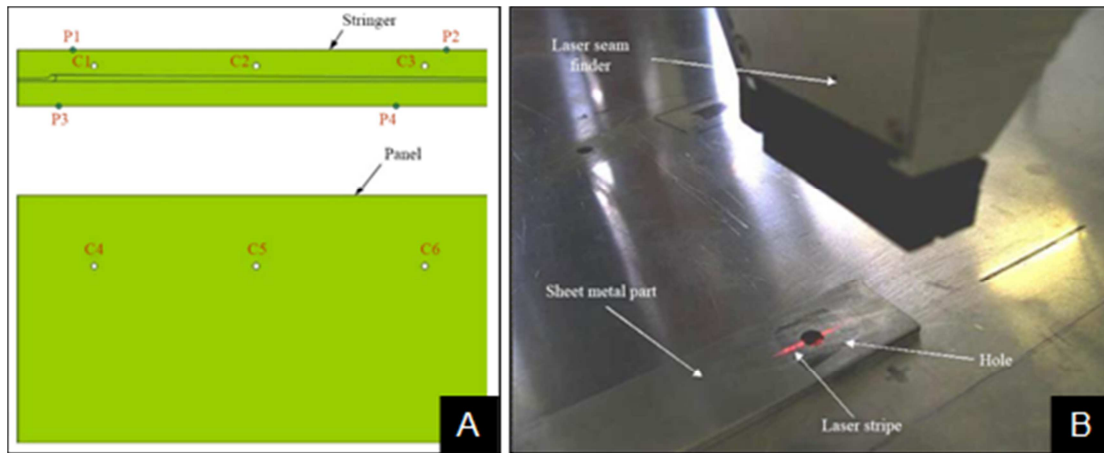 Stringer
P1
P2
C1
C2
C3
P3
P4
Panel
C4
C5
C6
A
Laser seam
finder
Sheet metal part
Hole
Laser stripe
B